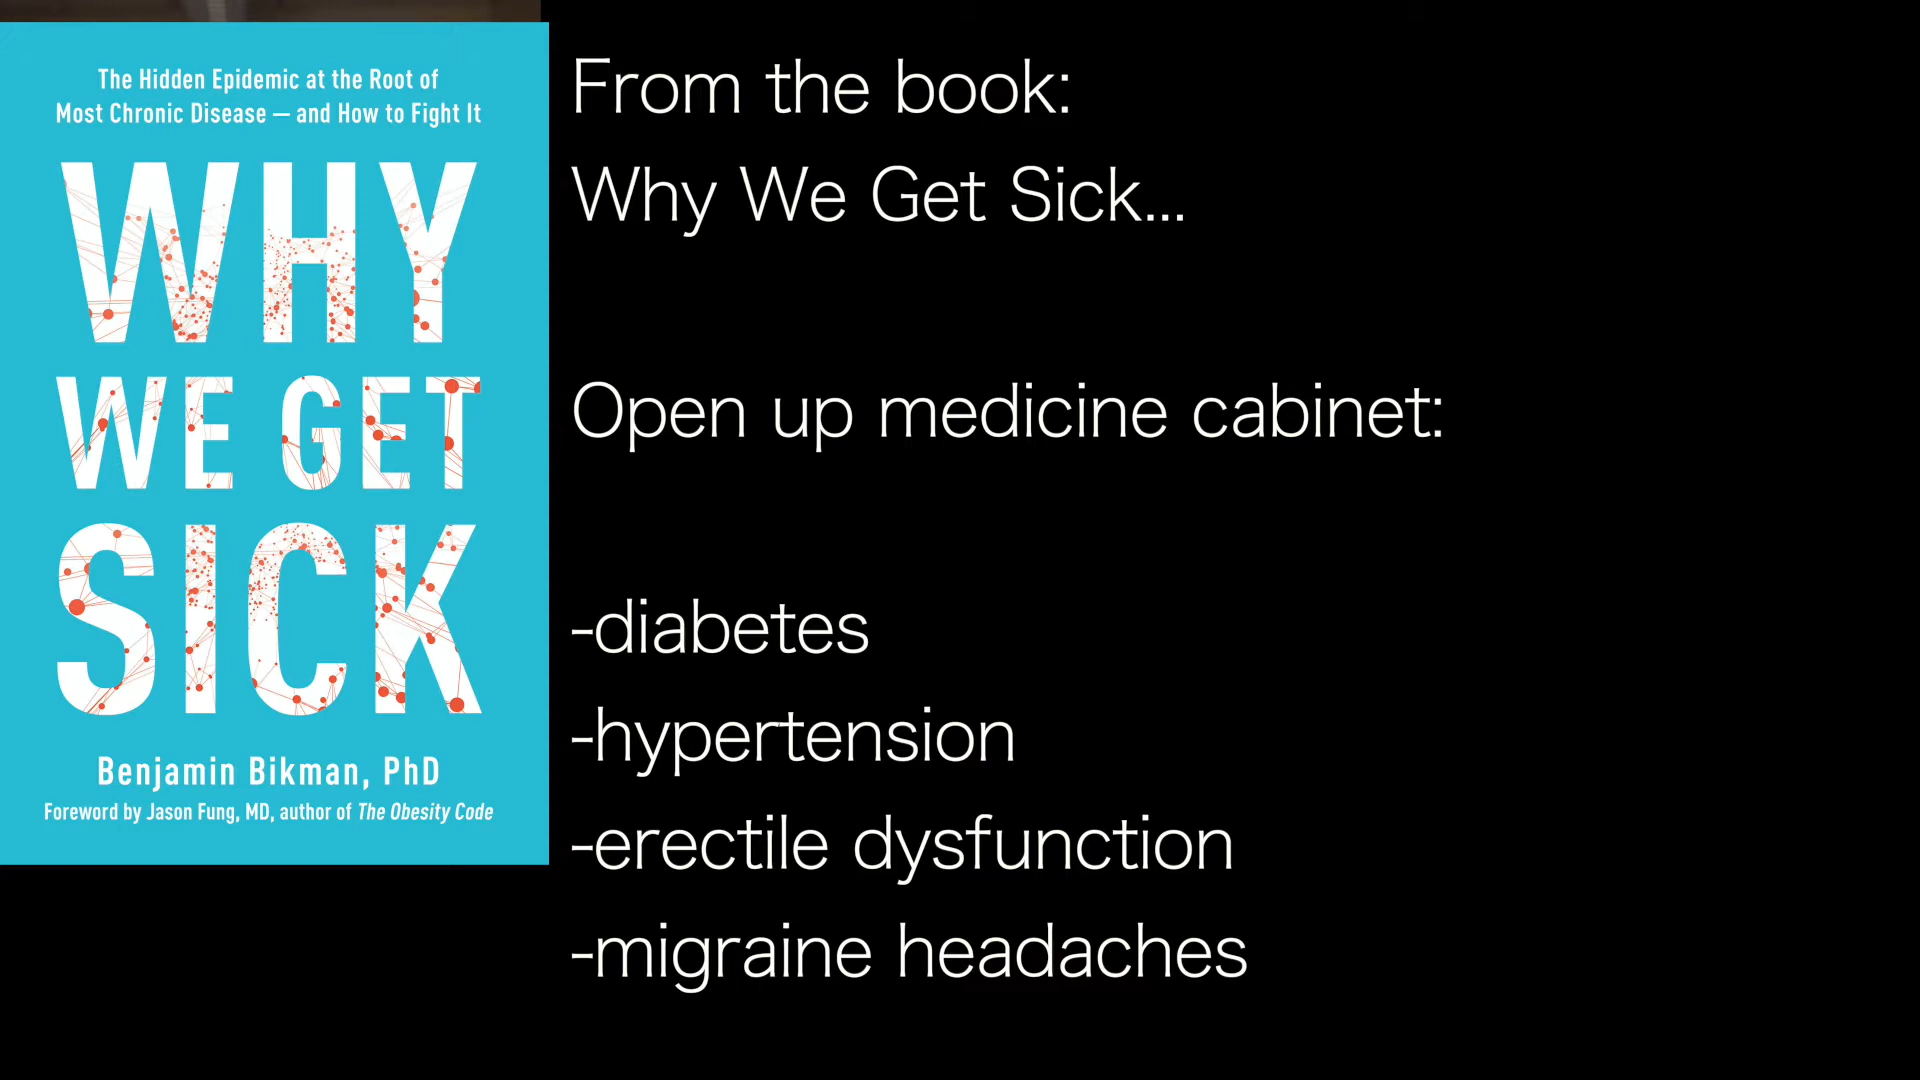 The Hidden Epidemic at the Root of
Most Chronic Disease — and How to Fight It
WHY
WE GET
SICK
Benjamin Bikman, PhD
Foreword by Jason Fung, MD, author of The Obesity Code
From the book:
Why We Get Sick...
Open up medicine cabinet:
-diabetes
-hypertension
-erectile dysfunction
-migraine headaches